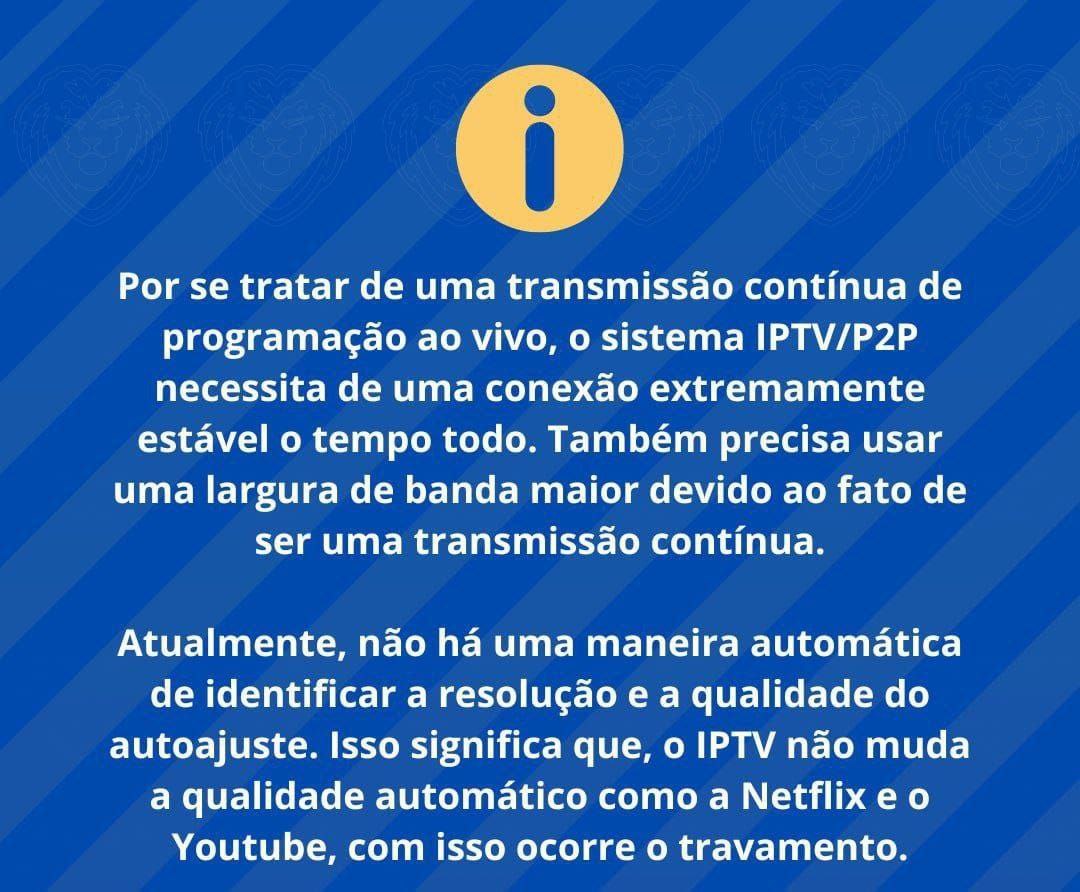 Por se tratar de uma transmissão contínua de
programação ao vivo, o sistema IPTV/P2P
necessita de uma conexão extremamente
estável o tempo todo. Também precisa usar
uma largura de banda maior devido ao fato de
ser uma transmissão contínua.
Atualmente, não há uma maneira automática
de identificar a resolução e a qualidade do
autoajuste. Isso significa que, o IPTV não muda
a qualidade automático como a Netflix e o
Youtube, com isso ocorre o travamento.